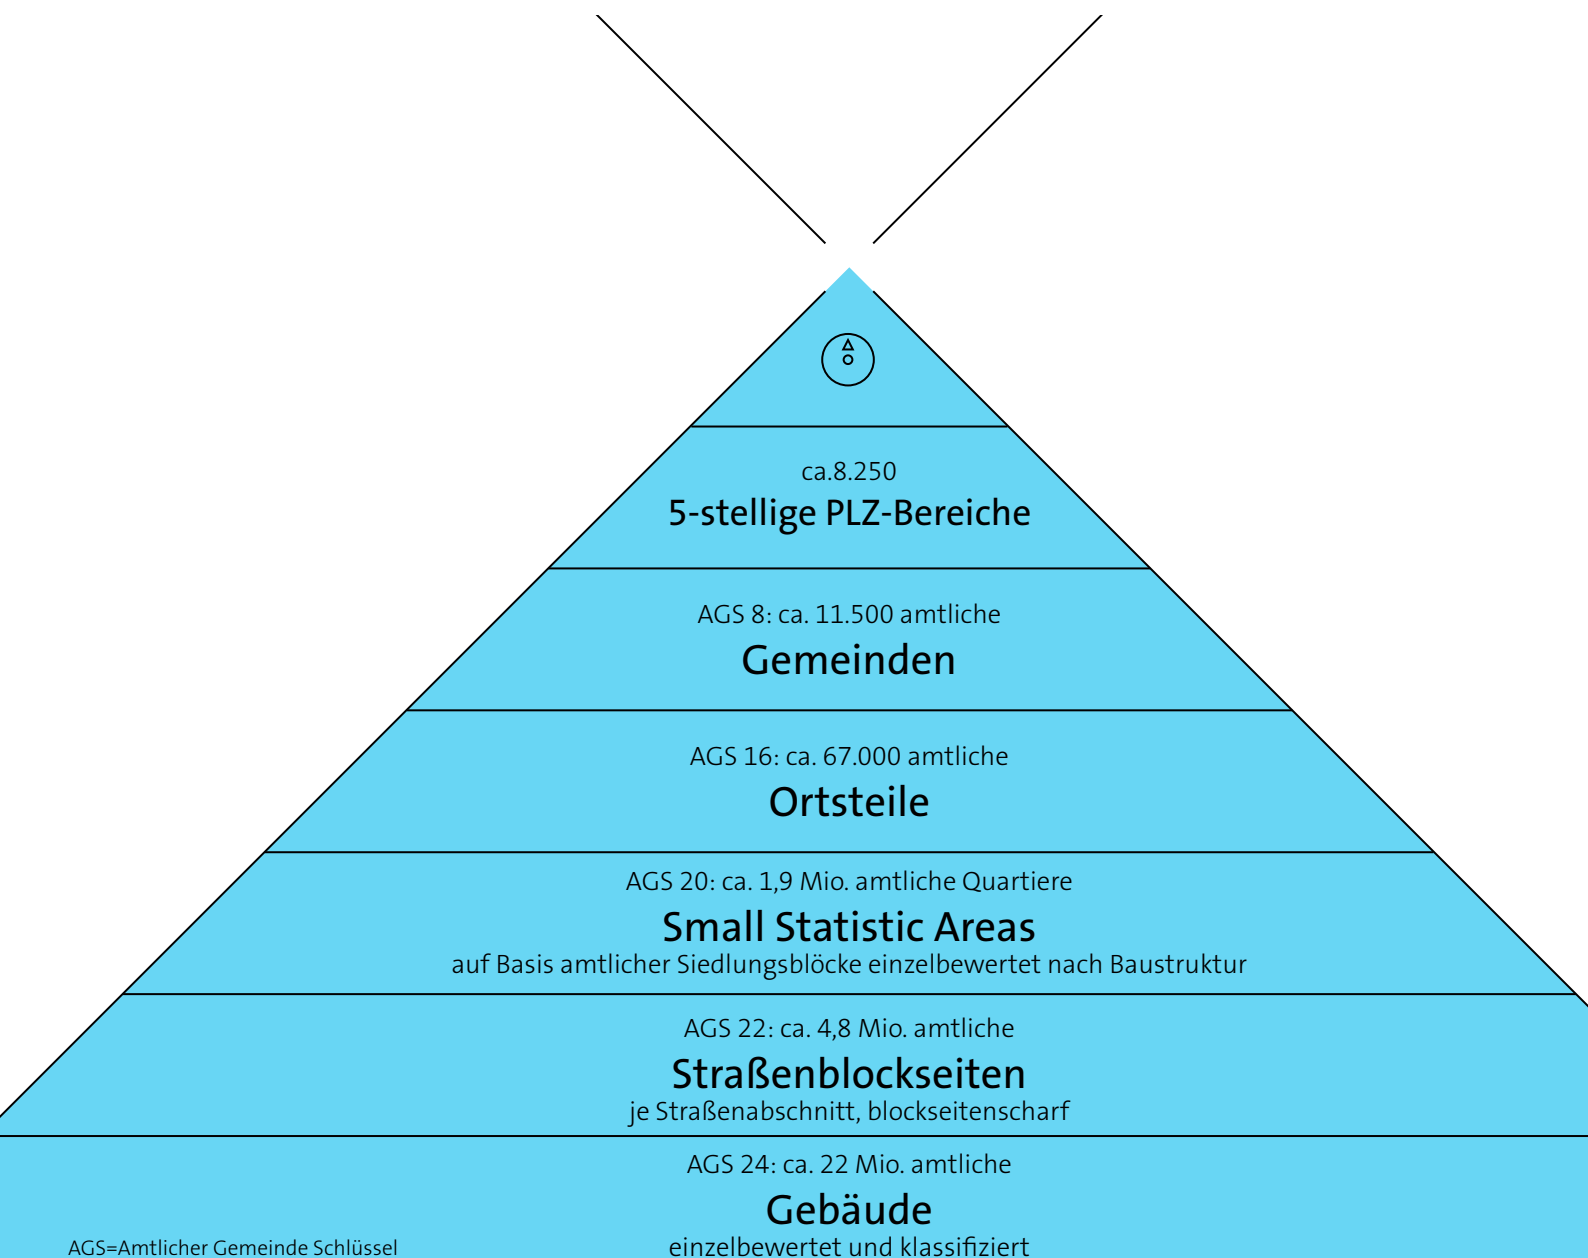 ca.8.250
5-stellige PLZ-Bereiche
AGS 8: ca. 11.500 amtliche
Gemeinden
AGS 16: ca. 67.000 amtliche
Ortsteile
AGS 20: ca. 1,9 Mio. amtliche Quartiere
Small Statistic Areas
auf Basis amtlicher Siedlungsblöcke einzelbewertet nach Baustruktur
AGS 22: ca. 4,8 Mio. amtliche
Straßenblockseiten
je Straßenabschnitt, blockseitenscharf
AGS 24: ca. 22 Mio. amtliche
Gebäude
einzelbewertet und klassifiziert
AGS=Amtlicher Gemeinde Schlüssel